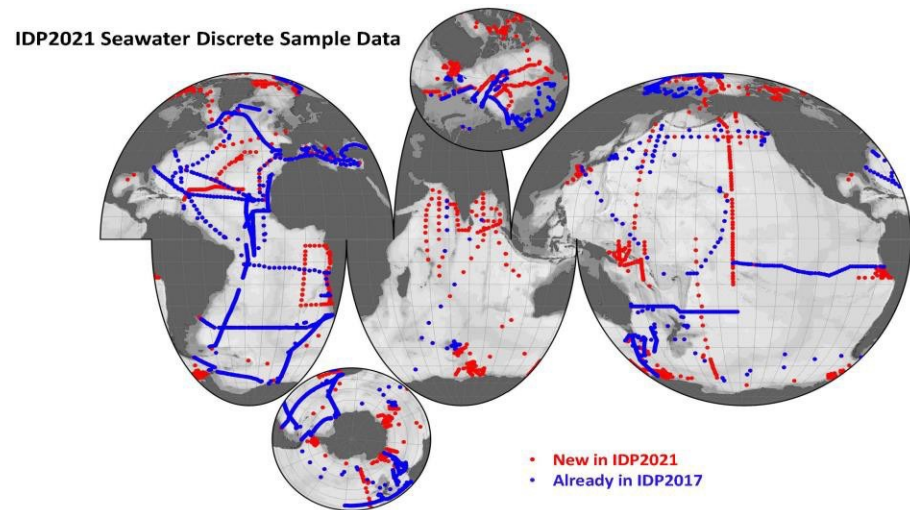 IDP2021 Seawater Discrete Sample Data
New in IDP2021
Already in IDP2017